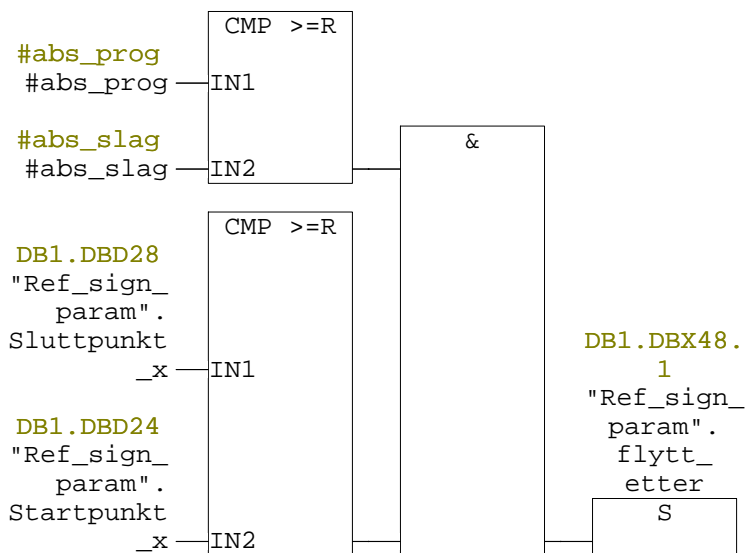 CMP >=R
#abs_prog
#abs_prog
IN1
#abs_slag
#abs_slag
IN2
&
CMP >=R
DB1.DBD28
"Ref_sign_
param".
Sluttpunkt
_x
IN1
DB1.DBD24
"Ref_sign_
param".
Startpunkt
_x
IN2
DB1.DBX48.
1
"Ref_sign_
param".
flytt_
etter
S